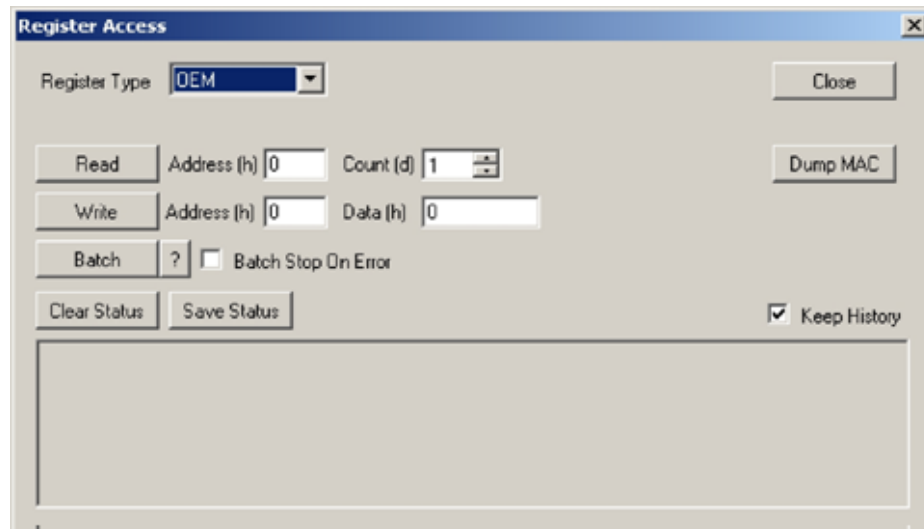 Register Access
Register Type OEM Close
Read Address (h) 0 Count (d) 1 Dump MAC
Write Address (h) 0 Data (h) 0
Batch ? Batch Stop On Error
Clear Status Save Status Keep History